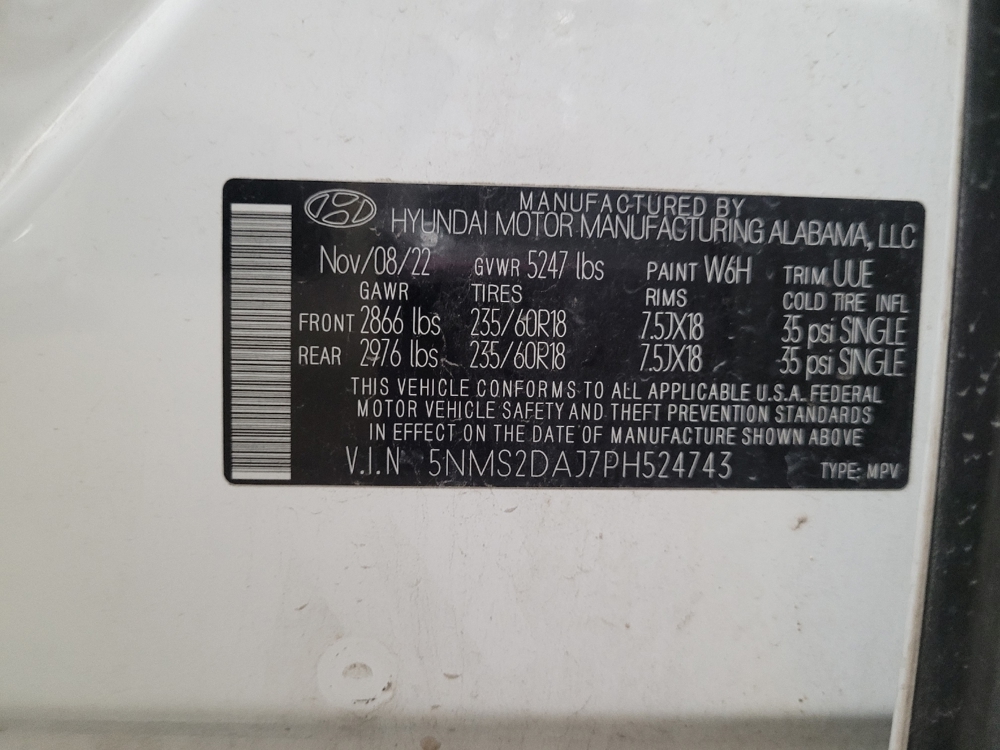 MANUFACTURED BY
HYUNDAI MOTOR MANUFACTURING ALABAMA, LLC
Nov/08/22 GVWR 5247 lbs PAINT W6H TRIM UUE
GAWR TIRES RIMS COLD TIRE INFL
FRONT 2866 lbs 235/60R18 7.5JX18 35 psi SINGLE
REAR 2976 lbs 235/60R18 7.5JX18 35 psi SINGLE
THIS VEHICLE CONFORMS TO ALL APPLICABLE U.S.A. FEDERAL
MOTOR VEHICLE SAFETY AND THEFT PREVENTION STANDARDS
IN EFFECT ON THE DATE OF MANUFACTURE SHOWN ABOVE
V.I.N 5NMS2DAJ7PH524743 TYPE: MPV